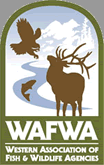 WAFWA
WESTERN ASSOCIATION OF
FISH & WILDLIFE AGENCIES